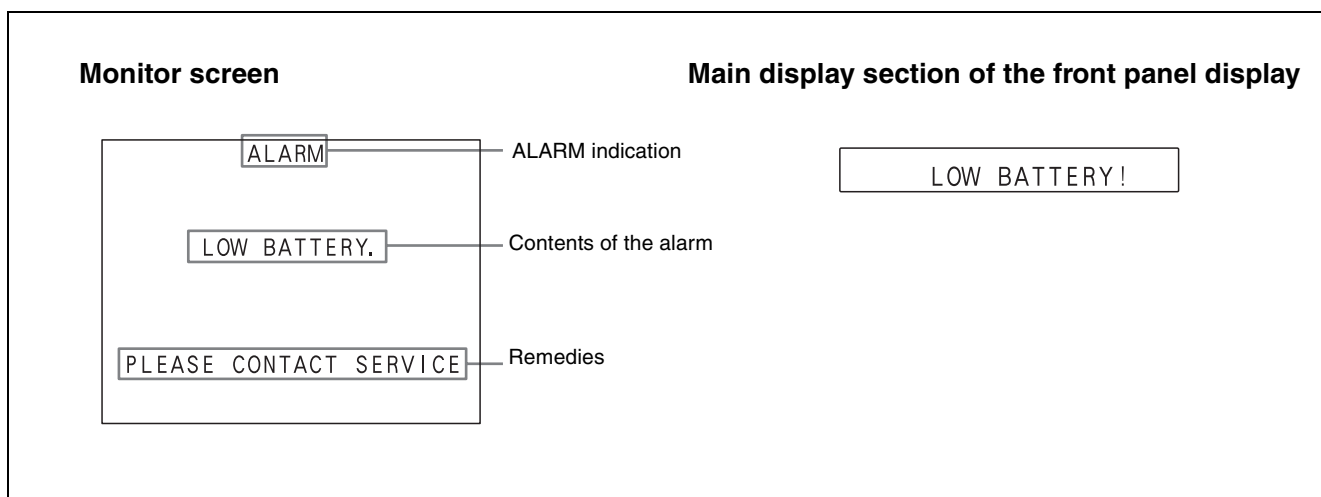 Monitor screen
Main display section of the front panel display
ALARM
ALARM indication
LOW BATTERY!
LOW BATTERY.
Contents of the alarm
PLEASE CONTACT SERVICE
Remedies